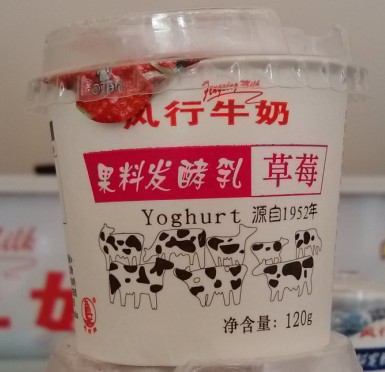 Fengxing Milk
风行牛奶
果料发酵乳 草莓
Yoghurt 源自1952年
净含量: 120g